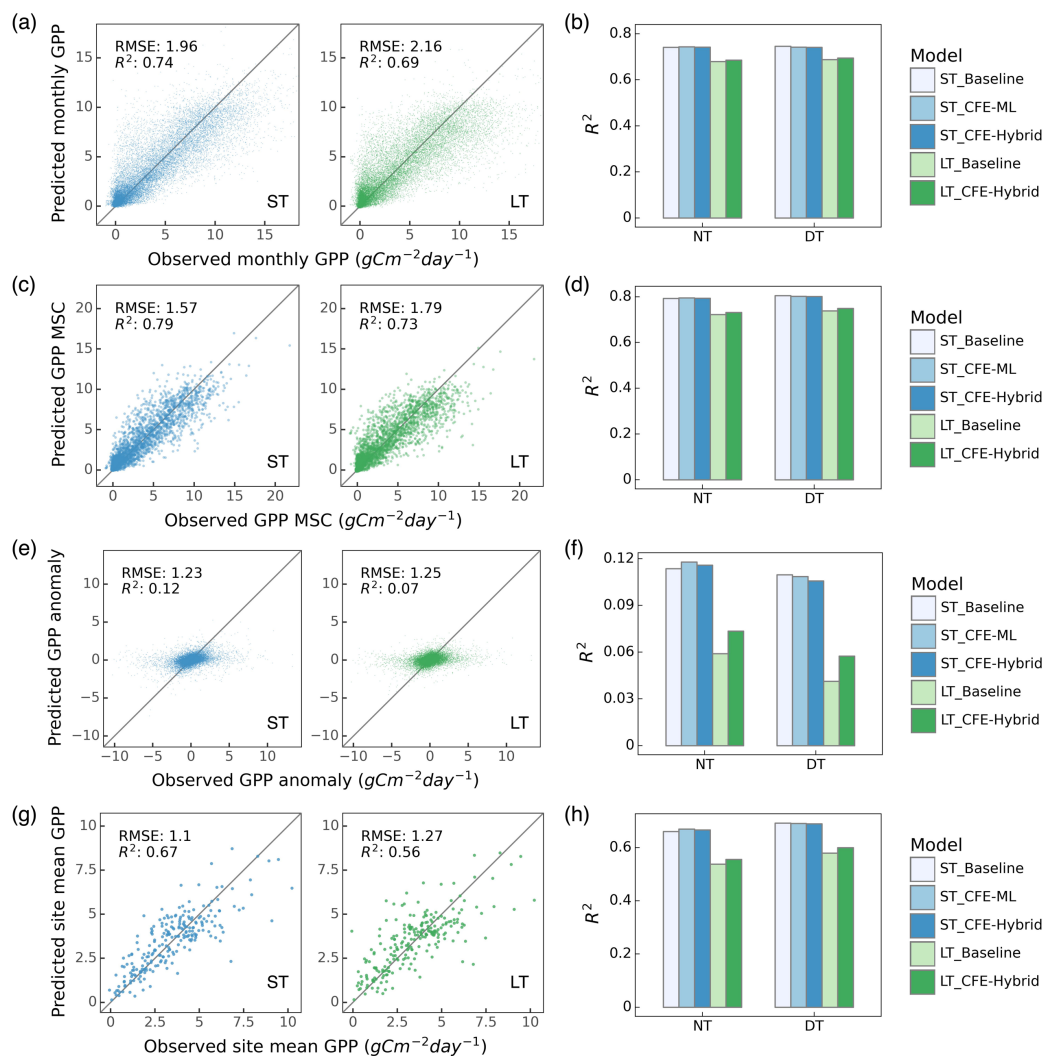 (a)
Predicted monthly GPP
15
10
5
0
RMSE: 1.96
R²: 0.74
ST
0 5 10 15
RMSE: 2.16
R²: 0.69
LT
0 5 10 15
Observed monthly GPP (gCm⁻²day⁻¹)
(b)
R²
0.8
0.6
0.4
0.2
0
NT DT
Model
ST_Baseline
ST_CFE-ML
ST_CFE-Hybrid
LT_Baseline
LT_CFE-Hybrid
(c)
Predicted GPP MSC
20
15
10
5
0
RMSE: 1.57
R²: 0.79
ST
0 5 10 15 20
RMSE: 1.79
R²: 0.73
LT
0 5 10 15 20
Observed GPP MSC (gCm⁻²day⁻¹)
(d)
R²
0.8
0.6
0.4
0.2
0
NT DT
Model
ST_Baseline
ST_CFE-ML
ST_CFE-Hybrid
LT_Baseline
LT_CFE-Hybrid
(e)
Predicted GPP anomaly
10
5
0
−5
−10
RMSE: 1.23
R²: 0.12
ST
−10 −5 0 5 10
10
5
0
−5
−10
RMSE: 1.25
R²: 0.07
LT
−10 −5 0 5 10
Observed GPP anomaly (gCm⁻²day⁻¹)
(f)
R²
0.12
0.09
0.06
0.03
0
NT DT
Model
ST_Baseline
ST_CFE-ML
ST_CFE-Hybrid
LT_Baseline
LT_CFE-Hybrid
(g)
Predicted site mean GPP
10
7.5
5
2.5
0
RMSE: 1.1
R²: 0.67
ST
0 2.5 5 7.5 10
10
7.5
5
2.5
0
RMSE: 1.27
R²: 0.56
LT
0 2.5 5 7.5 10
Observed site mean GPP (gCm⁻²day⁻¹)
(h)
R²
0.6
0.4
0.2
0
NT DT
Model
ST_Baseline
ST_CFE-ML
ST_CFE-Hybrid
LT_Baseline
LT_CFE-Hybrid